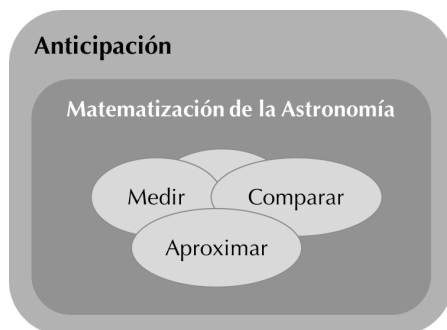 Anticipación
Matematización de la Astronomía
Medir
Comparar
Aproximar